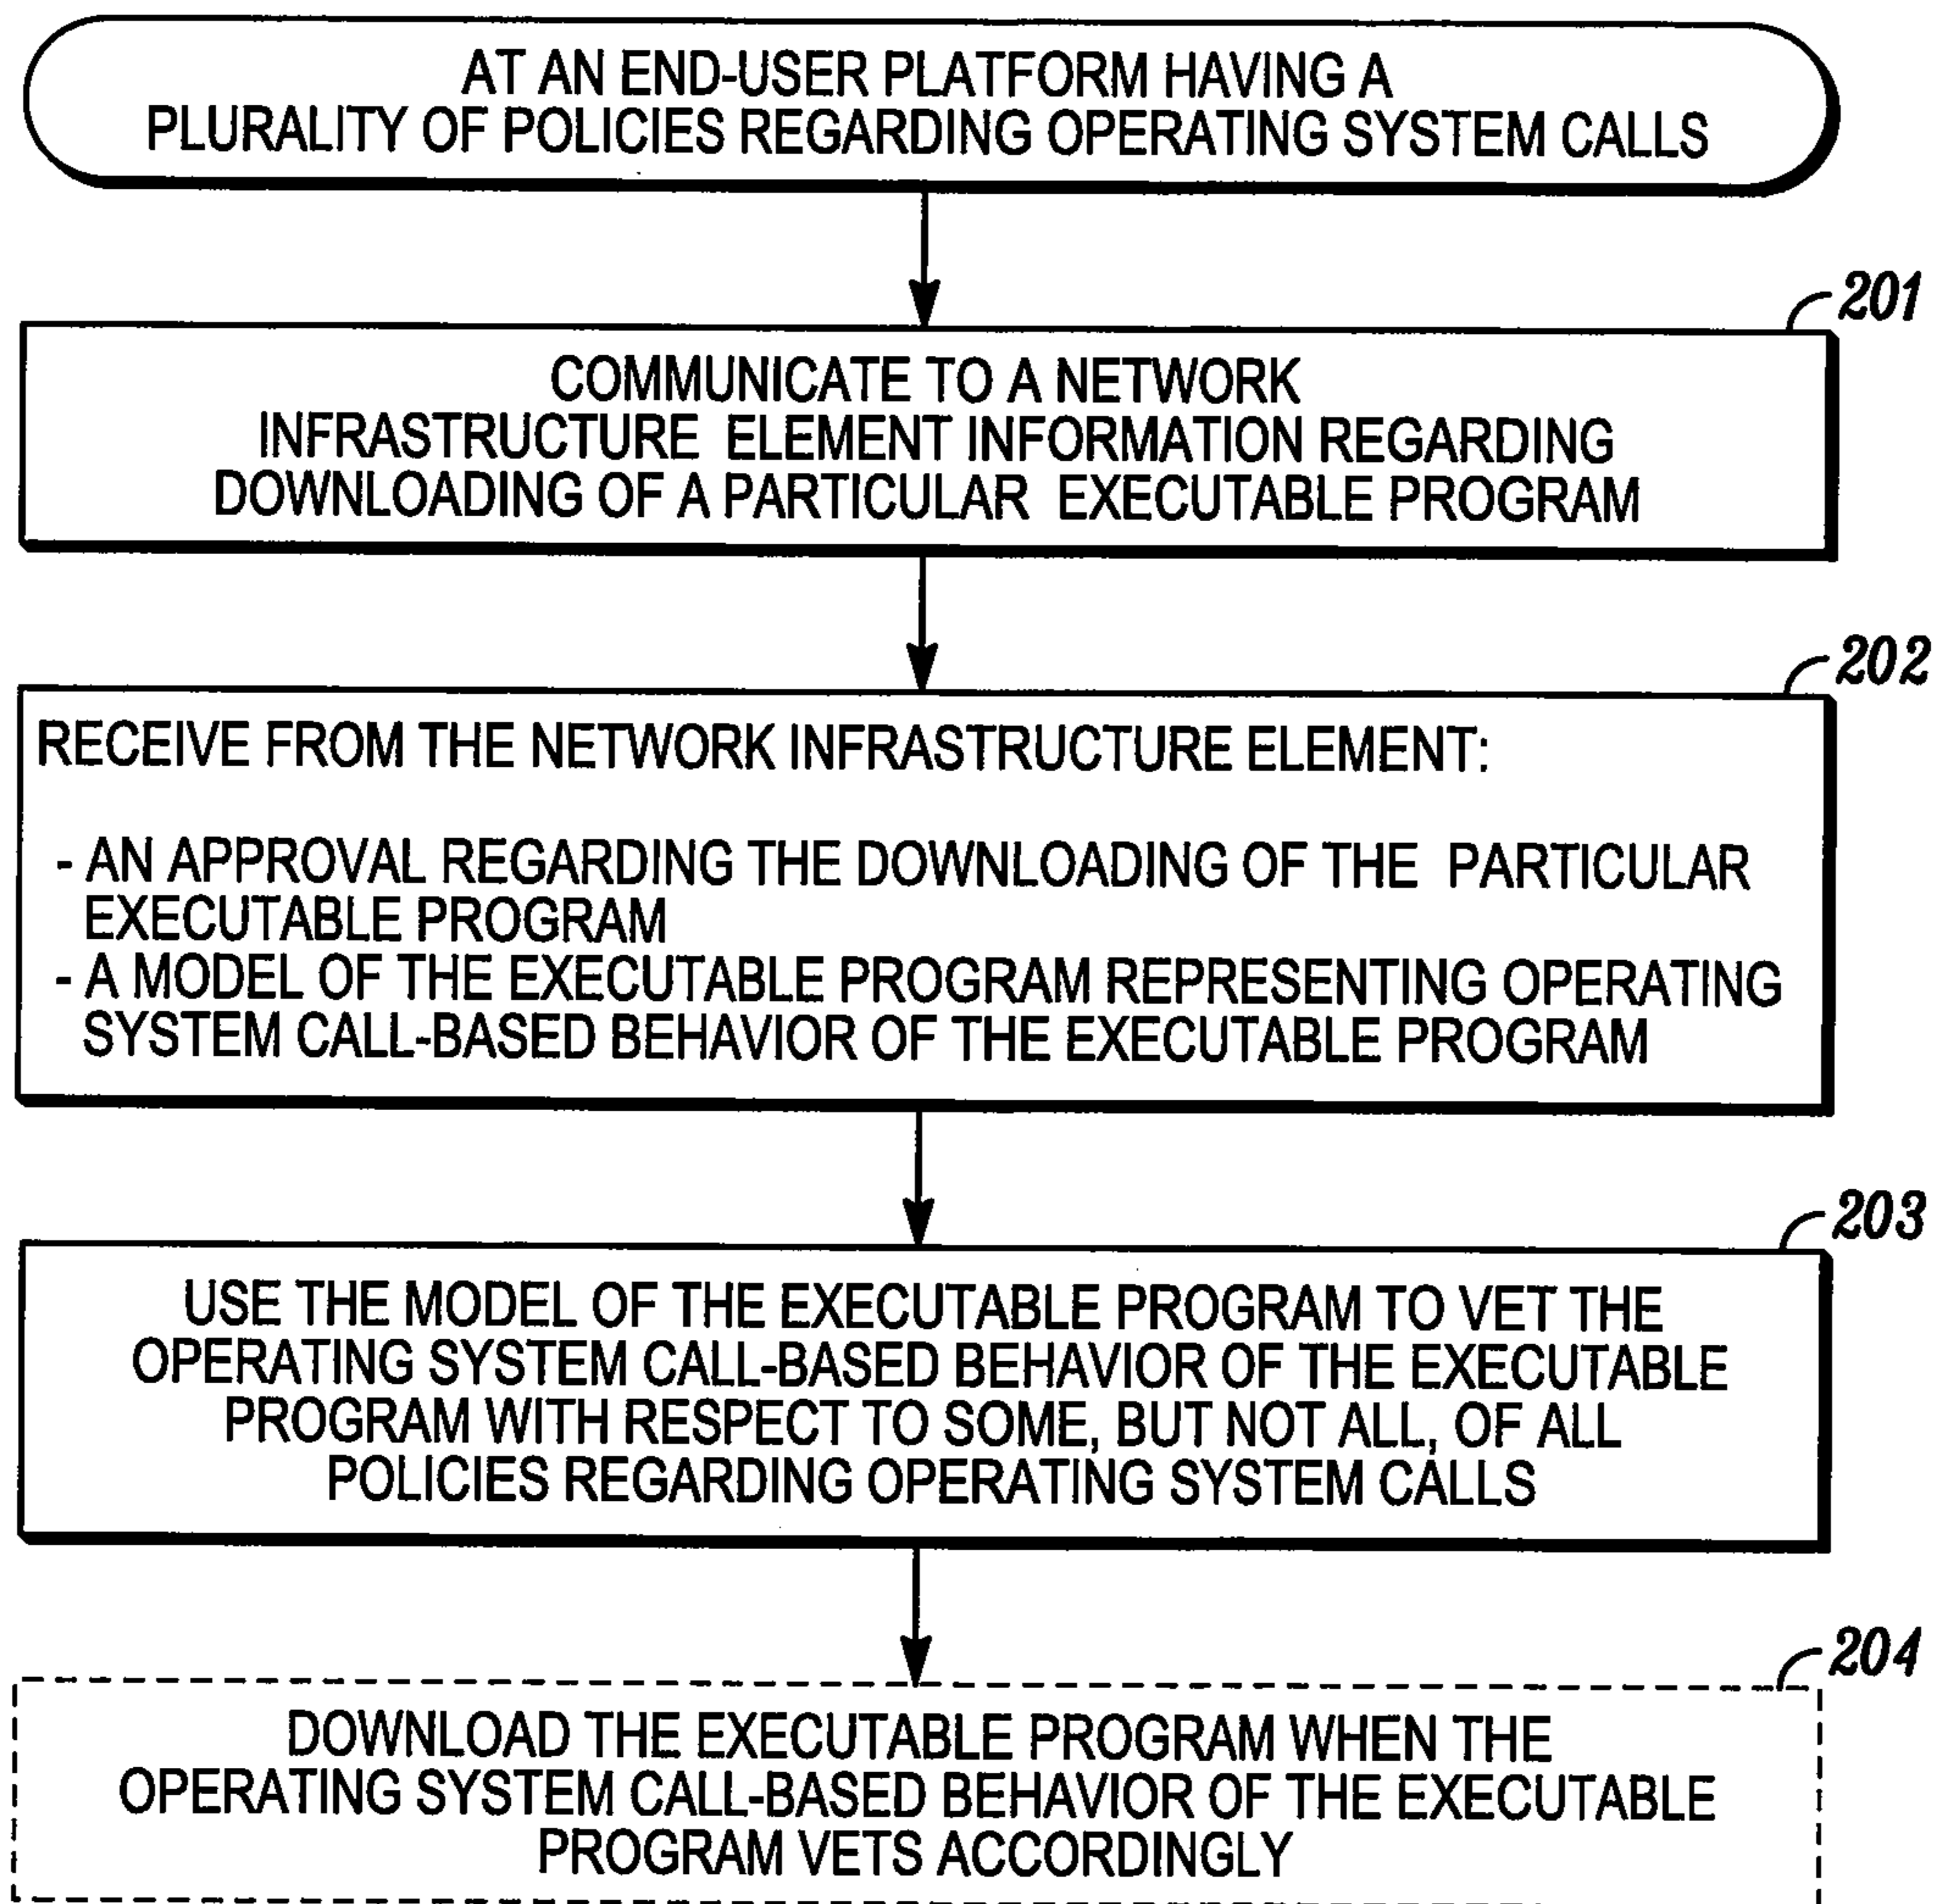 AT AN END-USER PLATFORM HAVING A
PLURALITY OF POLICIES REGARDING OPERATING SYSTEM CALLS
201
COMMUNICATE TO A NETWORK
INFRASTRUCTURE ELEMENT INFORMATION REGARDING
DOWNLOADING OF A PARTICULAR EXECUTABLE PROGRAM
202
RECEIVE FROM THE NETWORK INFRASTRUCTURE ELEMENT:
- AN APPROVAL REGARDING THE DOWNLOADING OF THE PARTICULAR
EXECUTABLE PROGRAM
- A MODEL OF THE EXECUTABLE PROGRAM REPRESENTING OPERATING
SYSTEM CALL-BASED BEHAVIOR OF THE EXECUTABLE PROGRAM
203
USE THE MODEL OF THE EXECUTABLE PROGRAM TO VET THE
OPERATING SYSTEM CALL-BASED BEHAVIOR OF THE EXECUTABLE
PROGRAM WITH RESPECT TO SOME, BUT NOT ALL, OF ALL
POLICIES REGARDING OPERATING SYSTEM CALLS
204
DOWNLOAD THE EXECUTABLE PROGRAM WHEN THE
OPERATING SYSTEM CALL-BASED BEHAVIOR OF THE EXECUTABLE
PROGRAM VETS ACCORDINGLY